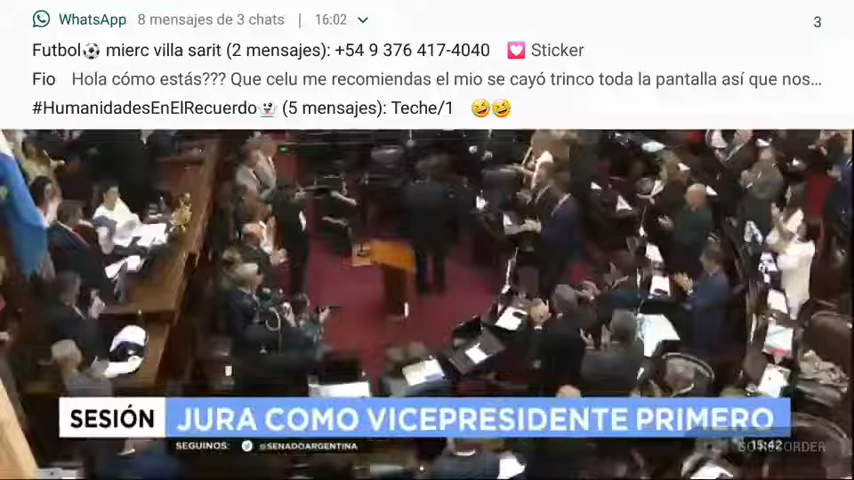 WhatsApp 8 mensajes de 3 chats | 16:02
3
Futbol⚽ mierc villa sarit (2 mensajes): +54 9 376 417-4040 💟 Sticker
Fio Hola cómo estás??? Que celu me recomiendas el mio se cayó trinco toda la pantalla así que nos...
#HumanidadesEnElRecuerdo👻 (5 mensajes): Teche/1 🤣🤣
SESIÓN JURA COMO VICEPRESIDENTE PRIMERO
SEGUINOS: @SENADOARGENTINA
15:42
GO RECORDER